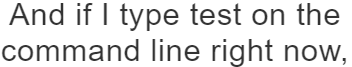 And if I type test on the
command line right now,